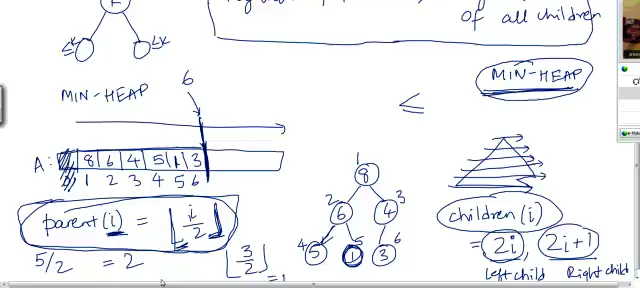 k
≤k ≤k
of all children
MIN-HEAP
6
MIN-HEAP
≤
A: 8 6 4 5 1 3
0 1 2 3 4 5 6
parent(i) = ⌊i/2⌋
5/2 = 2
⌊3/2⌋ = 1
1
8
2 3
6 4
4 5 6
5 1 3
children(i)
= 2i, 2i+1
Left child Right child